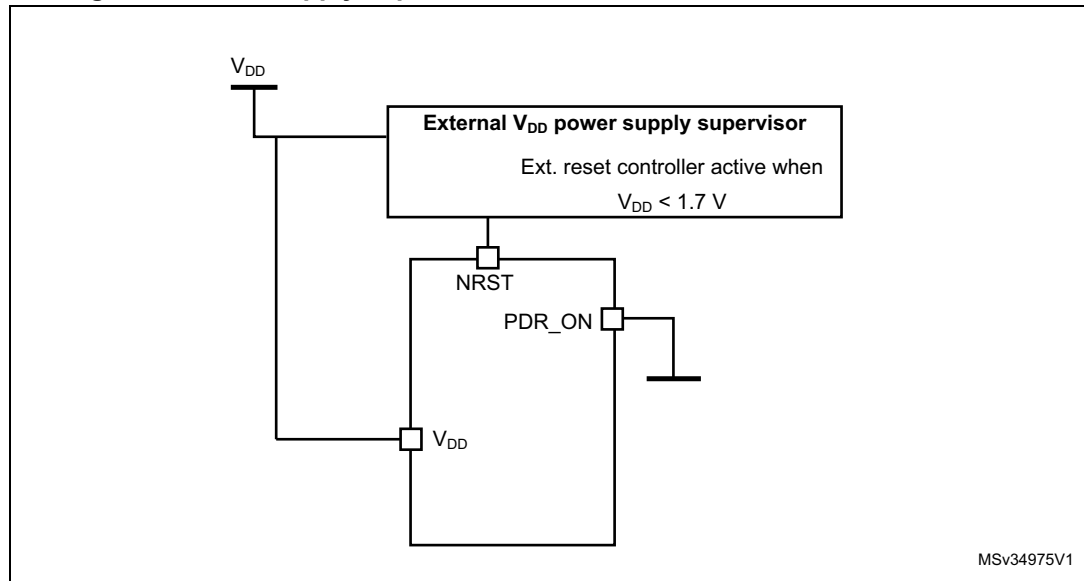 VDD
External VDD power supply supervisor
Ext. reset controller active when
VDD < 1.7 V
NRST
PDR_ON
VDD
MSv34975V1